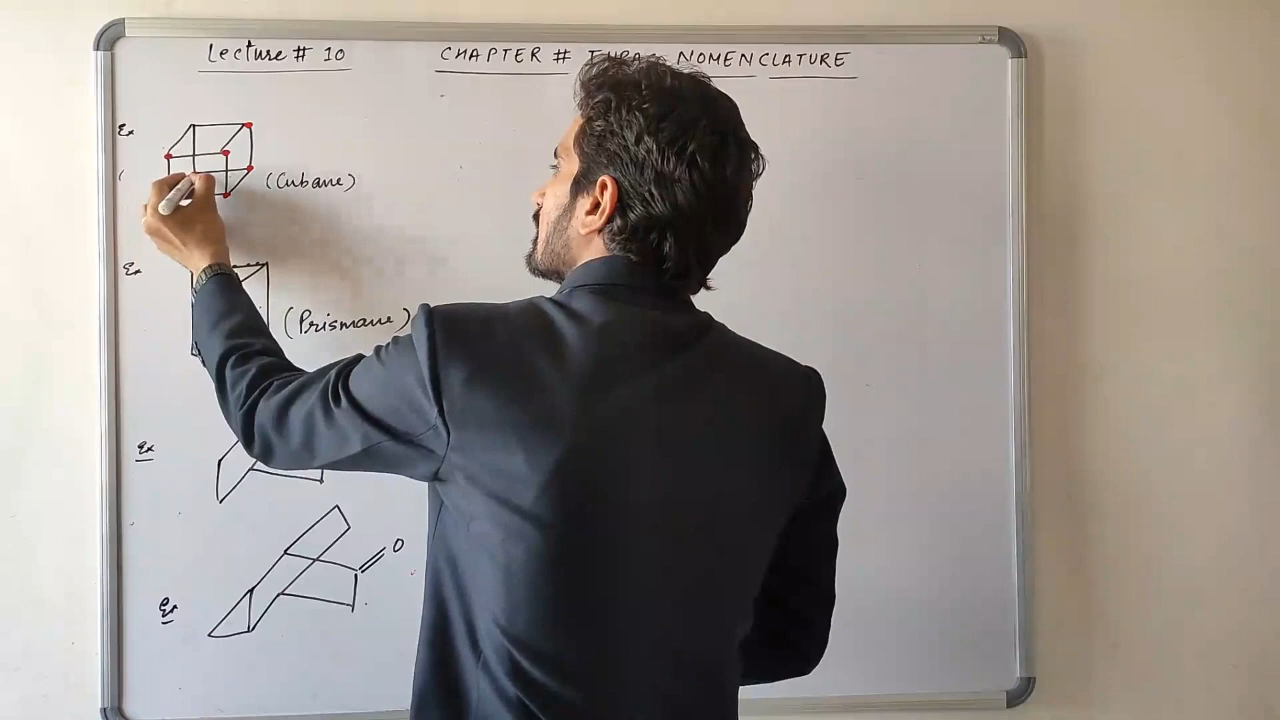 Lecture # 10
CHAPTER # NOMENCLATURE
Ex
(Cubane)
Ex
(Prismane)
Ex
O
Ex